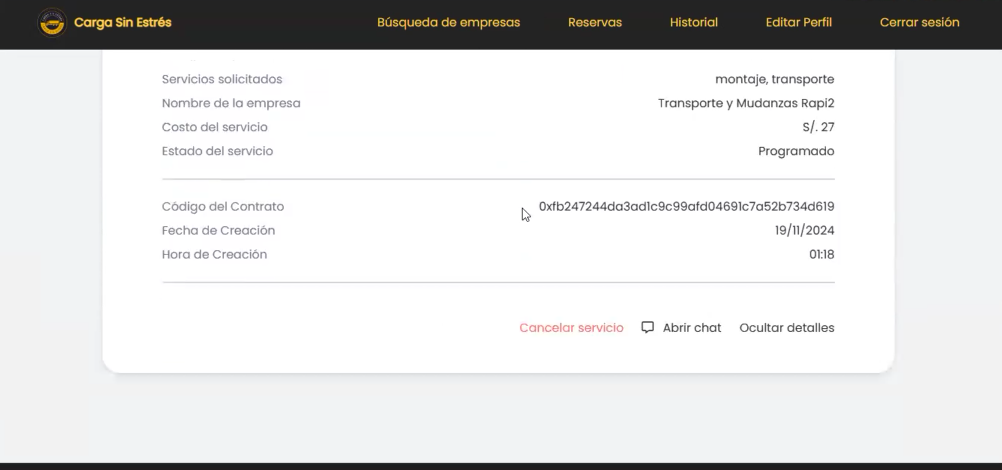 Carga Sin Estrés Búsqueda de empresas Reservas Historial Editar Perfil Cerrar sesión
Servicios solicitados montaje, transporte
Nombre de la empresa Transporte y Mudanzas Rapi2
Costo del servicio S/. 27
Estado del servicio Programado
Código del Contrato 0xfb247244da3ad1c9c99afd04691c7a52b734d619
Fecha de Creación 19/11/2024
Hora de Creación 01:18
Cancelar servicio Abrir chat Ocultar detalles